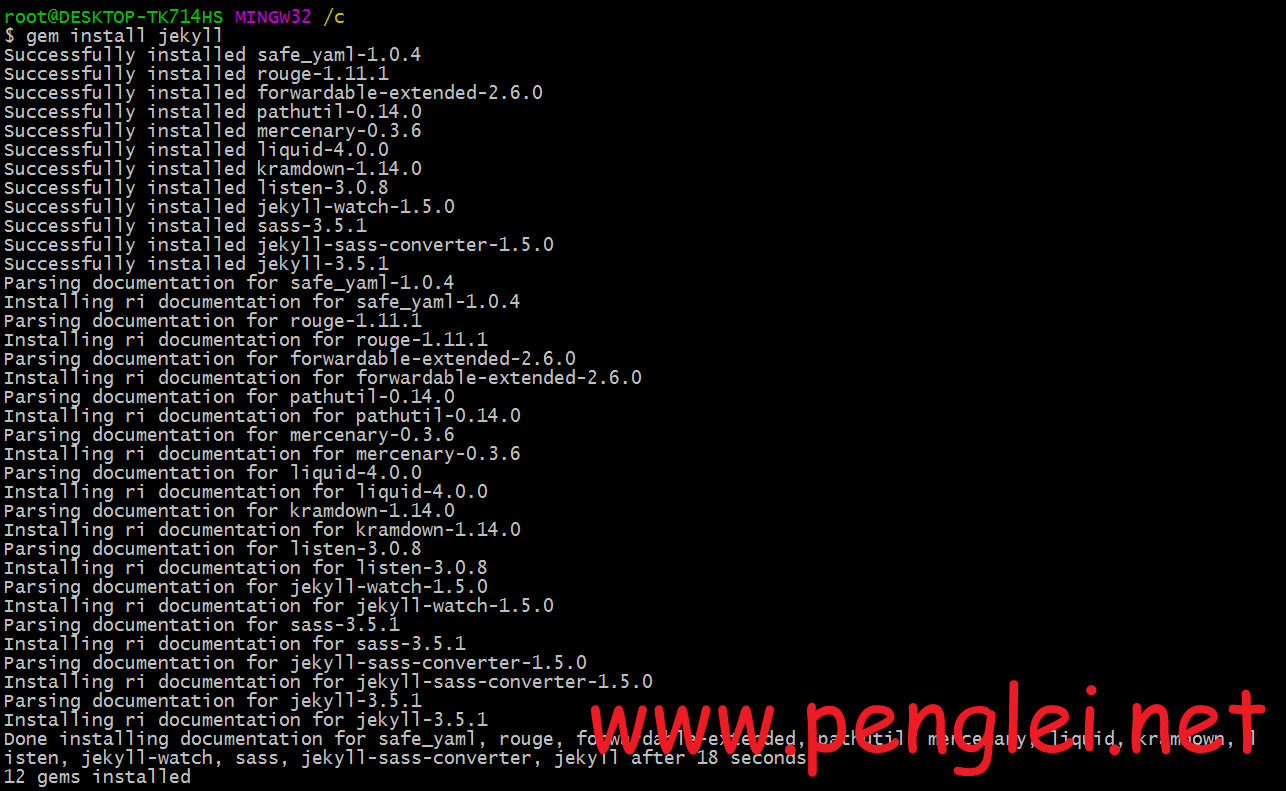 root@DESKTOP-TK714HS MINGW32 /c
$ gem install jekyll
Successfully installed safe_yaml-1.0.4
Successfully installed rouge-1.11.1
Successfully installed forwardable-extended-2.6.0
Successfully installed pathutil-0.14.0
Successfully installed mercenary-0.3.6
Successfully installed liquid-4.0.0
Successfully installed kramdown-1.14.0
Successfully installed listen-3.0.8
Successfully installed jekyll-watch-1.5.0
Successfully installed sass-3.5.1
Successfully installed jekyll-sass-converter-1.5.0
Successfully installed jekyll-3.5.1
Parsing documentation for safe_yaml-1.0.4
Installing ri documentation for safe_yaml-1.0.4
Parsing documentation for rouge-1.11.1
Installing ri documentation for rouge-1.11.1
Parsing documentation for forwardable-extended-2.6.0
Installing ri documentation for forwardable-extended-2.6.0
Parsing documentation for pathutil-0.14.0
Installing ri documentation for pathutil-0.14.0
Parsing documentation for mercenary-0.3.6
Installing ri documentation for mercenary-0.3.6
Parsing documentation for liquid-4.0.0
Installing ri documentation for liquid-4.0.0
Parsing documentation for kramdown-1.14.0
Installing ri documentation for kramdown-1.14.0
Parsing documentation for listen-3.0.8
Installing ri documentation for listen-3.0.8
Parsing documentation for jekyll-watch-1.5.0
Installing ri documentation for jekyll-watch-1.5.0
Parsing documentation for sass-3.5.1
Installing ri documentation for sass-3.5.1
Parsing documentation for jekyll-sass-converter-1.5.0
Installing ri documentation for jekyll-sass-converter-1.5.0
Parsing documentation for jekyll-3.5.1
Installing ri documentation for jekyll-3.5.1
Done installing documentation for safe_yaml, rouge, forwardable-extended, pathutil, mercenary, liquid, kramdown, l
isten, jekyll-watch, sass, jekyll-sass-converter, jekyll after 18 seconds
12 gems installed
www.penglei.net